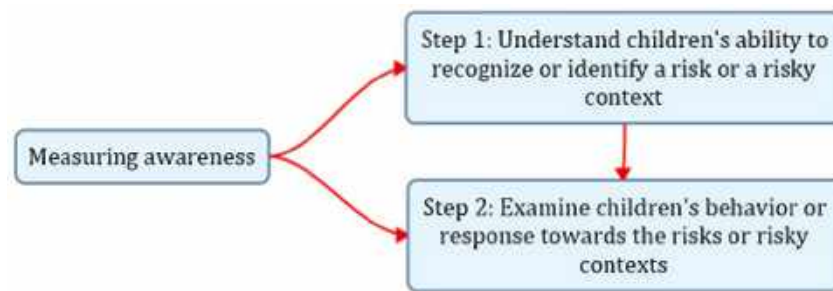 Step 1: Understand children's ability to
recognize or identify a risk or a risky
context
Measuring awareness
Step 2: Examine children's behavior or
response towards the risks or risky
contexts